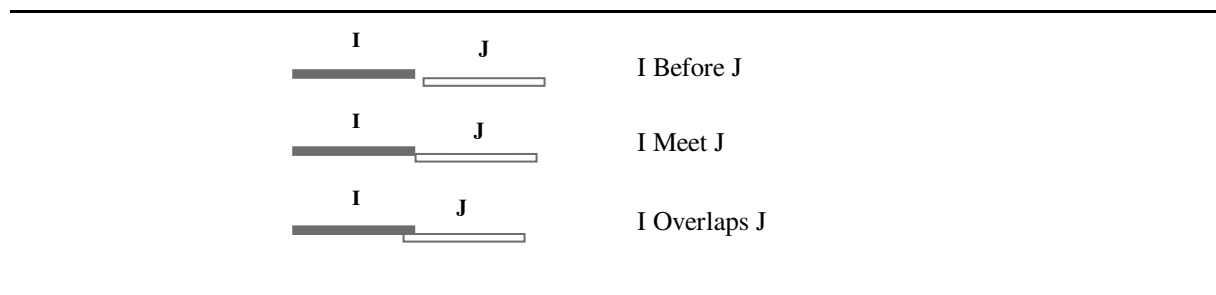 I J
I Before J
I J
I Meet J
I J
I Overlaps J